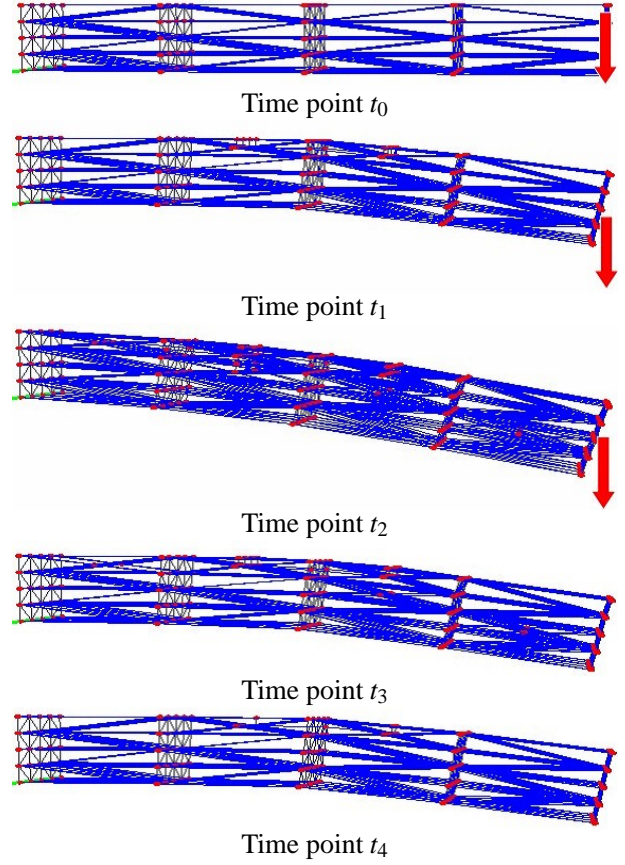 Time point t₀
Time point t₁
Time point t₂
Time point t₃
Time point t₄